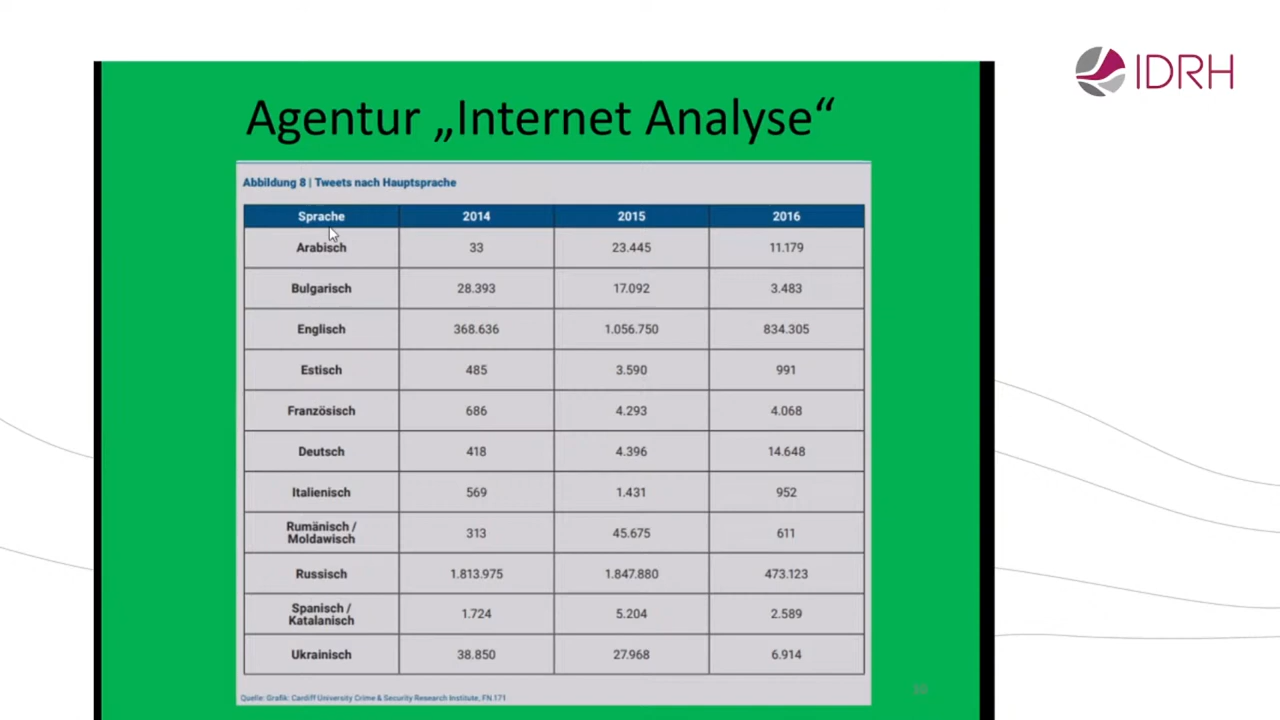 IDRH
Agentur „Internet Analyse“
Abbildung 8 | Tweets nach Hauptsprache
Sprache 2014 2015 2016
Arabisch 33 23.445 11.179
Bulgarisch 28.393 17.092 3.483
Englisch 368.636 1.056.750 834.305
Estisch 485 3.590 991
Französisch 686 4.293 4.068
Deutsch 418 4.396 14.648
Italienisch 569 1.431 952
Rumänisch /
Moldawisch 313 45.675 611
Russisch 1.813.975 1.847.880 473.123
Spanisch /
Katalanisch 1.724 5.204 2.589
Ukrainisch 38.850 27.968 6.914
Quelle: Grafik: Cardiff University Crime & Security Research Institute, FN.171